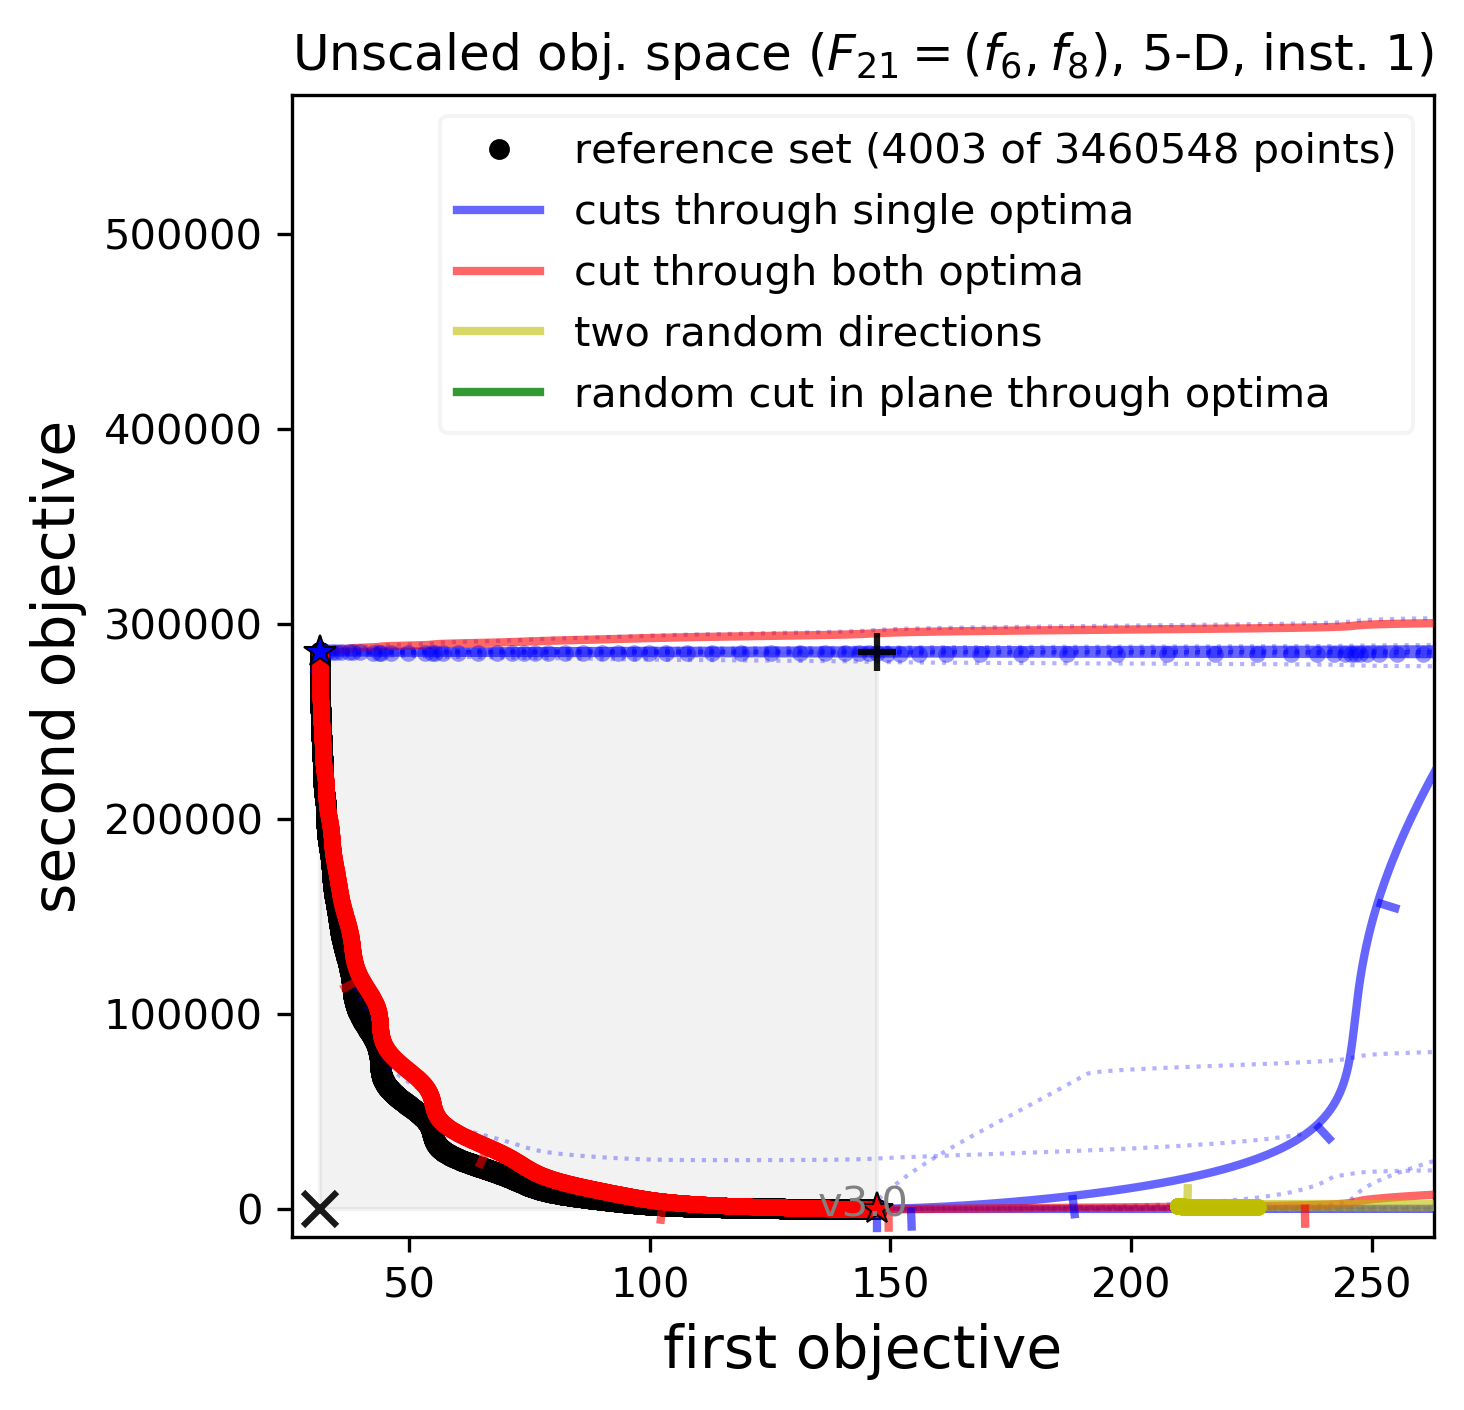 Unscaled obj. space (F₂₁ = (f₆, f₈), 5-D, inst. 1)
reference set (4003 of 3460548 points)
cuts through single optima
cut through both optima
two random directions
random cut in plane through optima
second objective
500000
400000
300000
200000
100000
0
v3.0
50
100
150
200
250
first objective